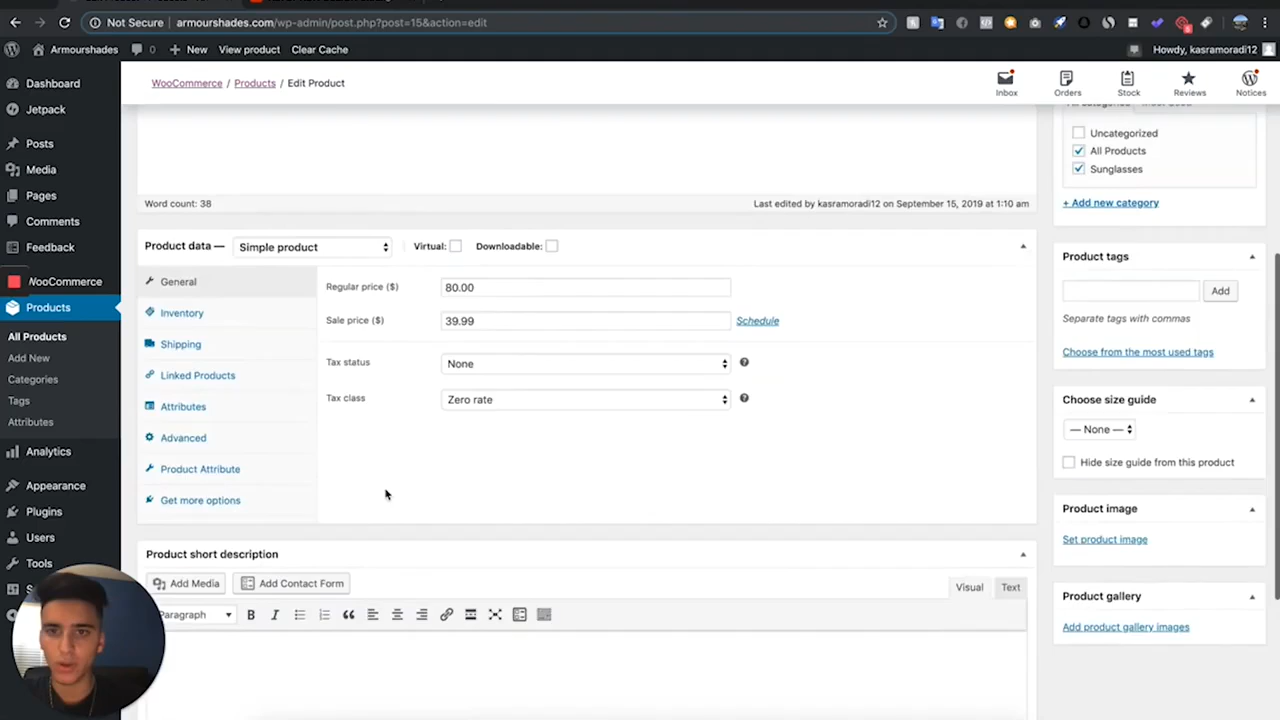 Not Secure | armourshades.com/wp-admin/post.php?post=15&action=edit
Armourshades 0 New View product Clear Cache Howdy, kasramoradi12
Dashboard
Jetpack
Posts
Media
Pages
Comments
Feedback
WooCommerce
Products
All Products
Add New
Categories
Tags
Attributes
Analytics
Appearance
Plugins
Users
Tools
WooCommerce / Products / Edit Product
Inbox Orders Stock Reviews Notices
Word count: 38 Last edited by kasramoradi12 on September 15, 2019 at 1:10 am
Product data — Simple product Virtual: Downloadable:
General
Inventory
Shipping
Linked Products
Attributes
Advanced
Product Attribute
Get more options
Regular price ($) 80.00
Sale price ($) 39.99 Schedule
Tax status None
Tax class Zero rate
Product short description
Add Media Add Contact Form Visual Text
Paragraph B I
All categories Most Used
Uncategorized
All Products
Sunglasses
+ Add new category
Product tags
Add
Separate tags with commas
Choose from the most used tags
Choose size guide
— None —
Hide size guide from this product
Product image
Set product image
Product gallery
Add product gallery images